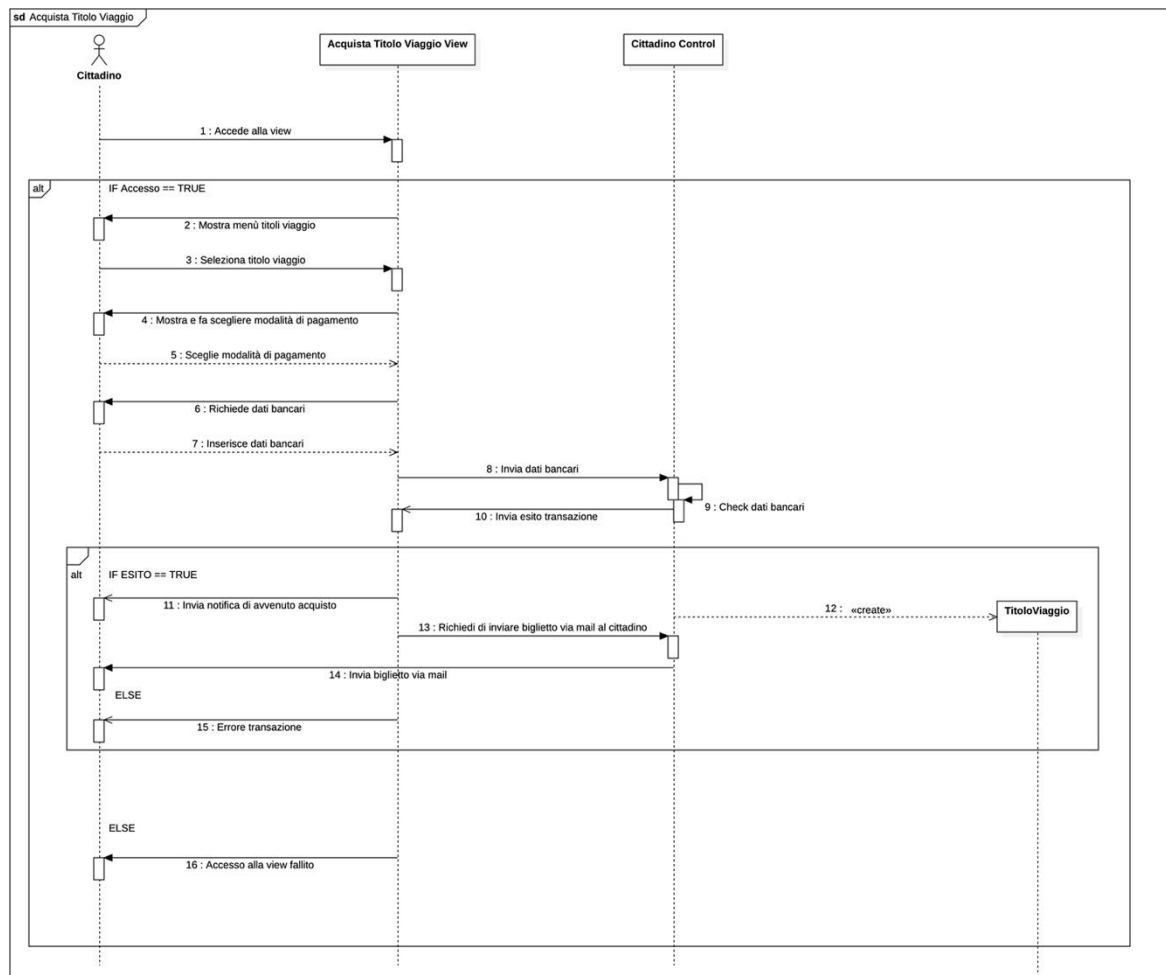 sd Acquista Titolo Viaggio
Acquista Titolo Viaggio View
Cittadino Control
Cittadino
1 : Accede alla view
alt
IF Accesso == TRUE
2 : Mostra menù titoli viaggio
3 : Seleziona titolo viaggio
4 : Mostra e fa scegliere modalità di pagamento
5 : Sceglie modalità di pagamento
6 : Richiede dati bancari
7 : Inserisce dati bancari
8 : Invia dati bancari
9 : Check dati bancari
10 : Invia esito transazione
alt
IF ESITO == TRUE
11 : Invia notifica di avvenuto acquisto
12 : «create»
TitoloViaggio
13 : Richiedi di inviare biglietto via mail al cittadino
14 : Invia biglietto via mail
ELSE
15 : Errore transazione
ELSE
16 : Accesso alla view fallito